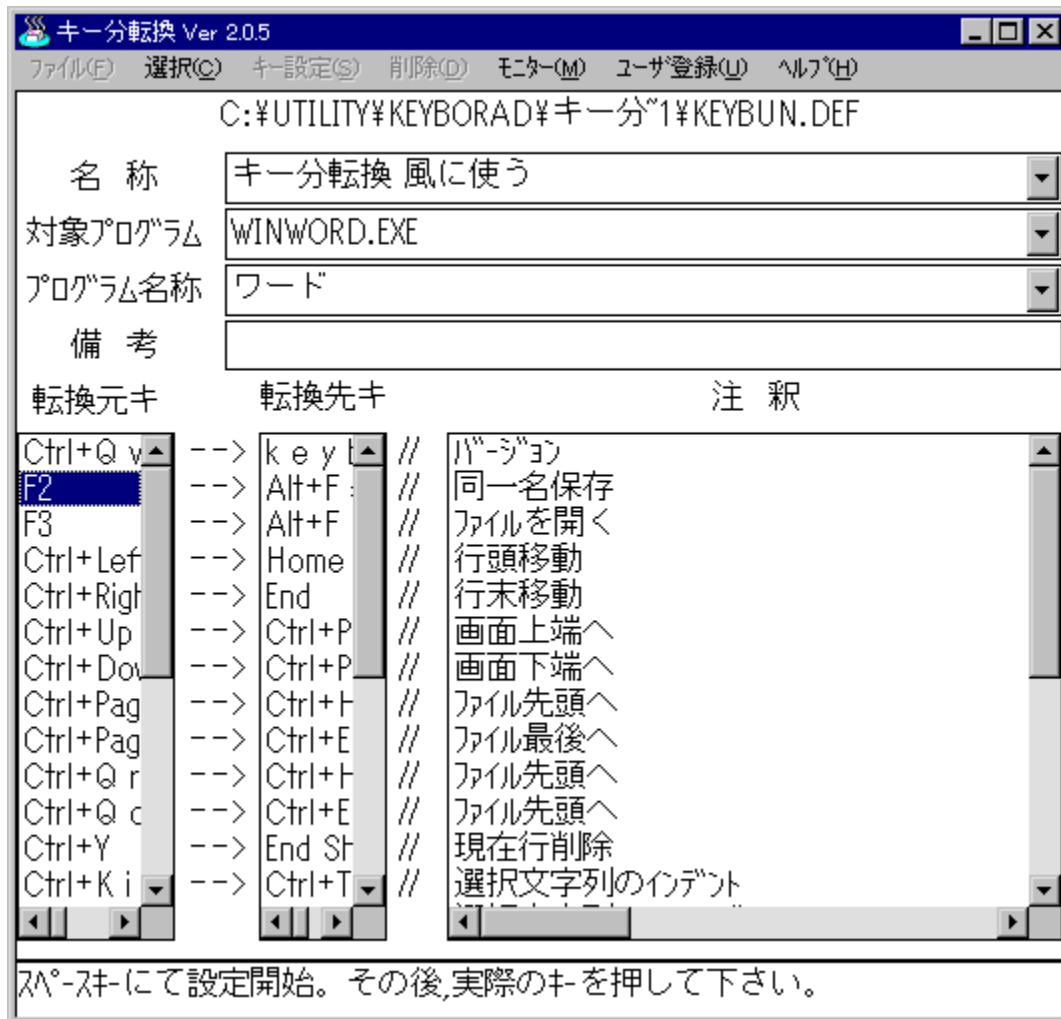 キー分転換 Ver 2.0.5
ﾌｧｲﾙ(F) 選択(C) ｷｰ設定(S) 削除(D) ﾓﾆﾀｰ(M) ﾕｰｻﾞ登録(U) ﾍﾙﾌﾟ(H)
C:¥UTILITY¥KEYBORAD¥キー分~1¥KEYBUN.DEF
名 称 キー分転換 風に使う
対象ﾌﾟﾛｸﾞﾗﾑ WINWORD.EXE
ﾌﾟﾛｸﾞﾗﾑ名称 ワード
備 考
転換元キ 転換先キ 注 釈
Ctrl+Q v --> k e y // ﾊﾞｰｼﾞｮﾝ
F2 --> Alt+F // 同一名保存
F3 --> Alt+F // ﾌｧｲﾙを開く
Ctrl+Lef --> Home // 行頭移動
Ctrl+Righ --> End // 行末移動
Ctrl+Up --> Ctrl+P // 画面上端へ
Ctrl+Dow --> Ctrl+P // 画面下端へ
Ctrl+Pag --> Ctrl+H // ﾌｧｲﾙ先頭へ
Ctrl+Pag --> Ctrl+E // ﾌｧｲﾙ最後へ
Ctrl+Q r --> Ctrl+H // ﾌｧｲﾙ先頭へ
Ctrl+Q c --> Ctrl+E // ﾌｧｲﾙ先頭へ
Ctrl+Y --> End Sh // 現在行削除
Ctrl+K i --> Ctrl+T // 選択文字列のｲﾝﾃﾞﾝﾄ
ｽﾍﾟｰｽｷｰにて設定開始。その後,実際のｷｰを押して下さい。